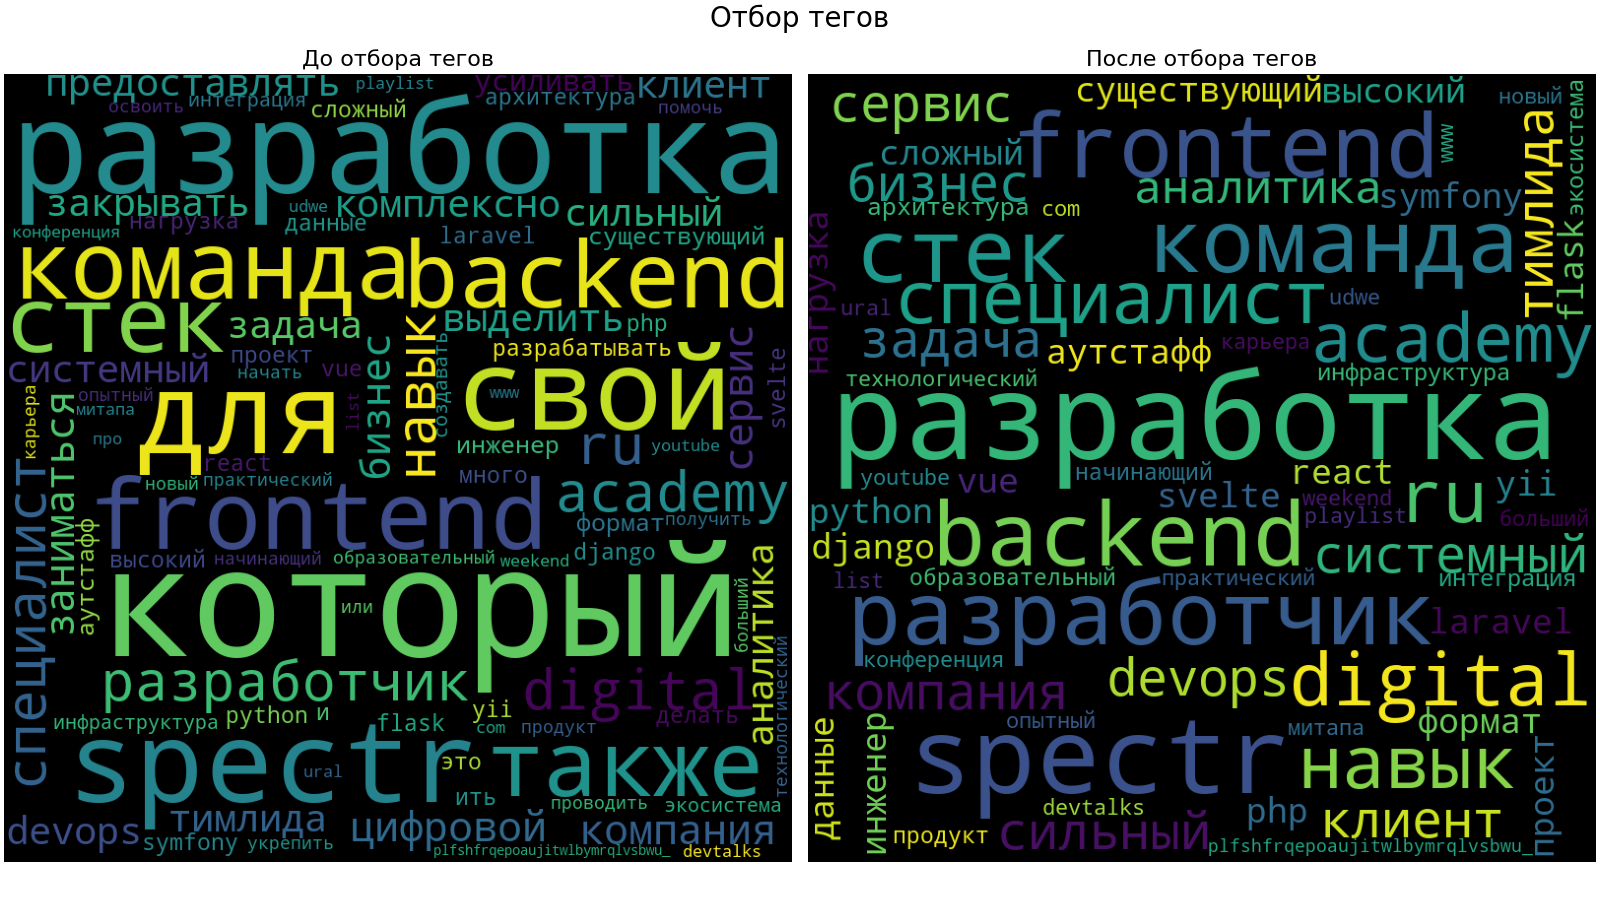 Отбор тегов
До отбора тегов
предоставлять playlist усиливать клиент
освоить интеграция сложный архитектура помочь
разработка
закрывать udwe комплексно сильный
конференция нагрузка данные laravel существующий
команда backend
стек задача навык выделить php
системный проект vue бизнес разрабатывать сервис svelte
начать создавать www свой
карьера опытный для list
митапа
про инженер ru youtube
специалист заниматься react много academy
новый практический
frontend формат получить
аутстафф высокий начинающий образовательный weekend django
который или больший аналитика
разработчик digital технологический
инфраструктура python и flask yii com продукт делать
spectr ural это также
ить проводить экосистема
devops тимлида цифровой компания
symfony укрепить plfshfrqepoaujitwlbymrqlvsbwu_ devtalks
После отбора тегов
сервис существующий высокий новый экосистема
frontend www тимлида
сложный
бизнес аналитика symfony
архитектура com flask
нагрузка стек команда
ural специалист udwe
задача аутстафф карьера academy
технологический инфраструктура
разработка
youtube vue начинающий react yii
python svelte weekend ru
playlist больший
django backend системный
list образовательный практический интеграция
разработчик laravel
конференция devops digital
компания
данные инженер опытный митапа формат
spectr навык проект
devtalks php клиент
продукт сильный plfshfrqepoaujitwlbymrqlvsbwu_